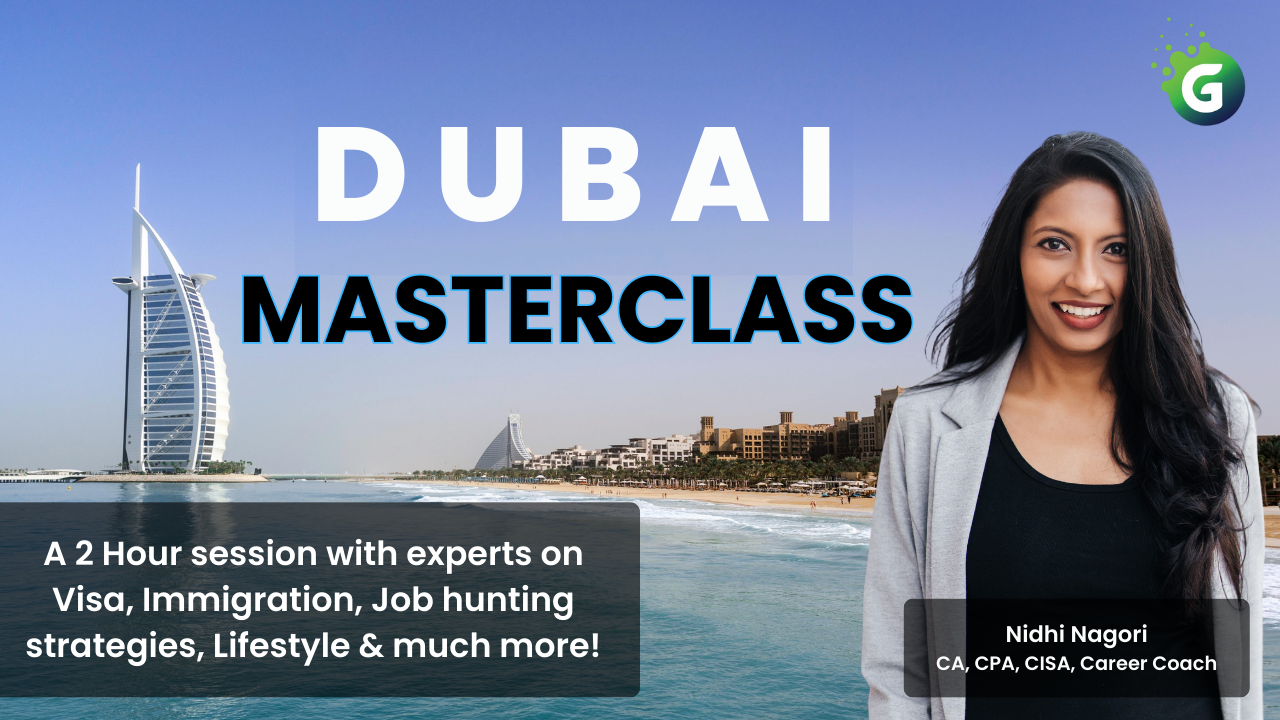 G
DUBAI
MASTERCLASS
A 2 Hour session with experts on
Visa, Immigration, Job hunting
strategies, Lifestyle & much more!
Nidhi Nagori
CA, CPA, CISA, Career Coach